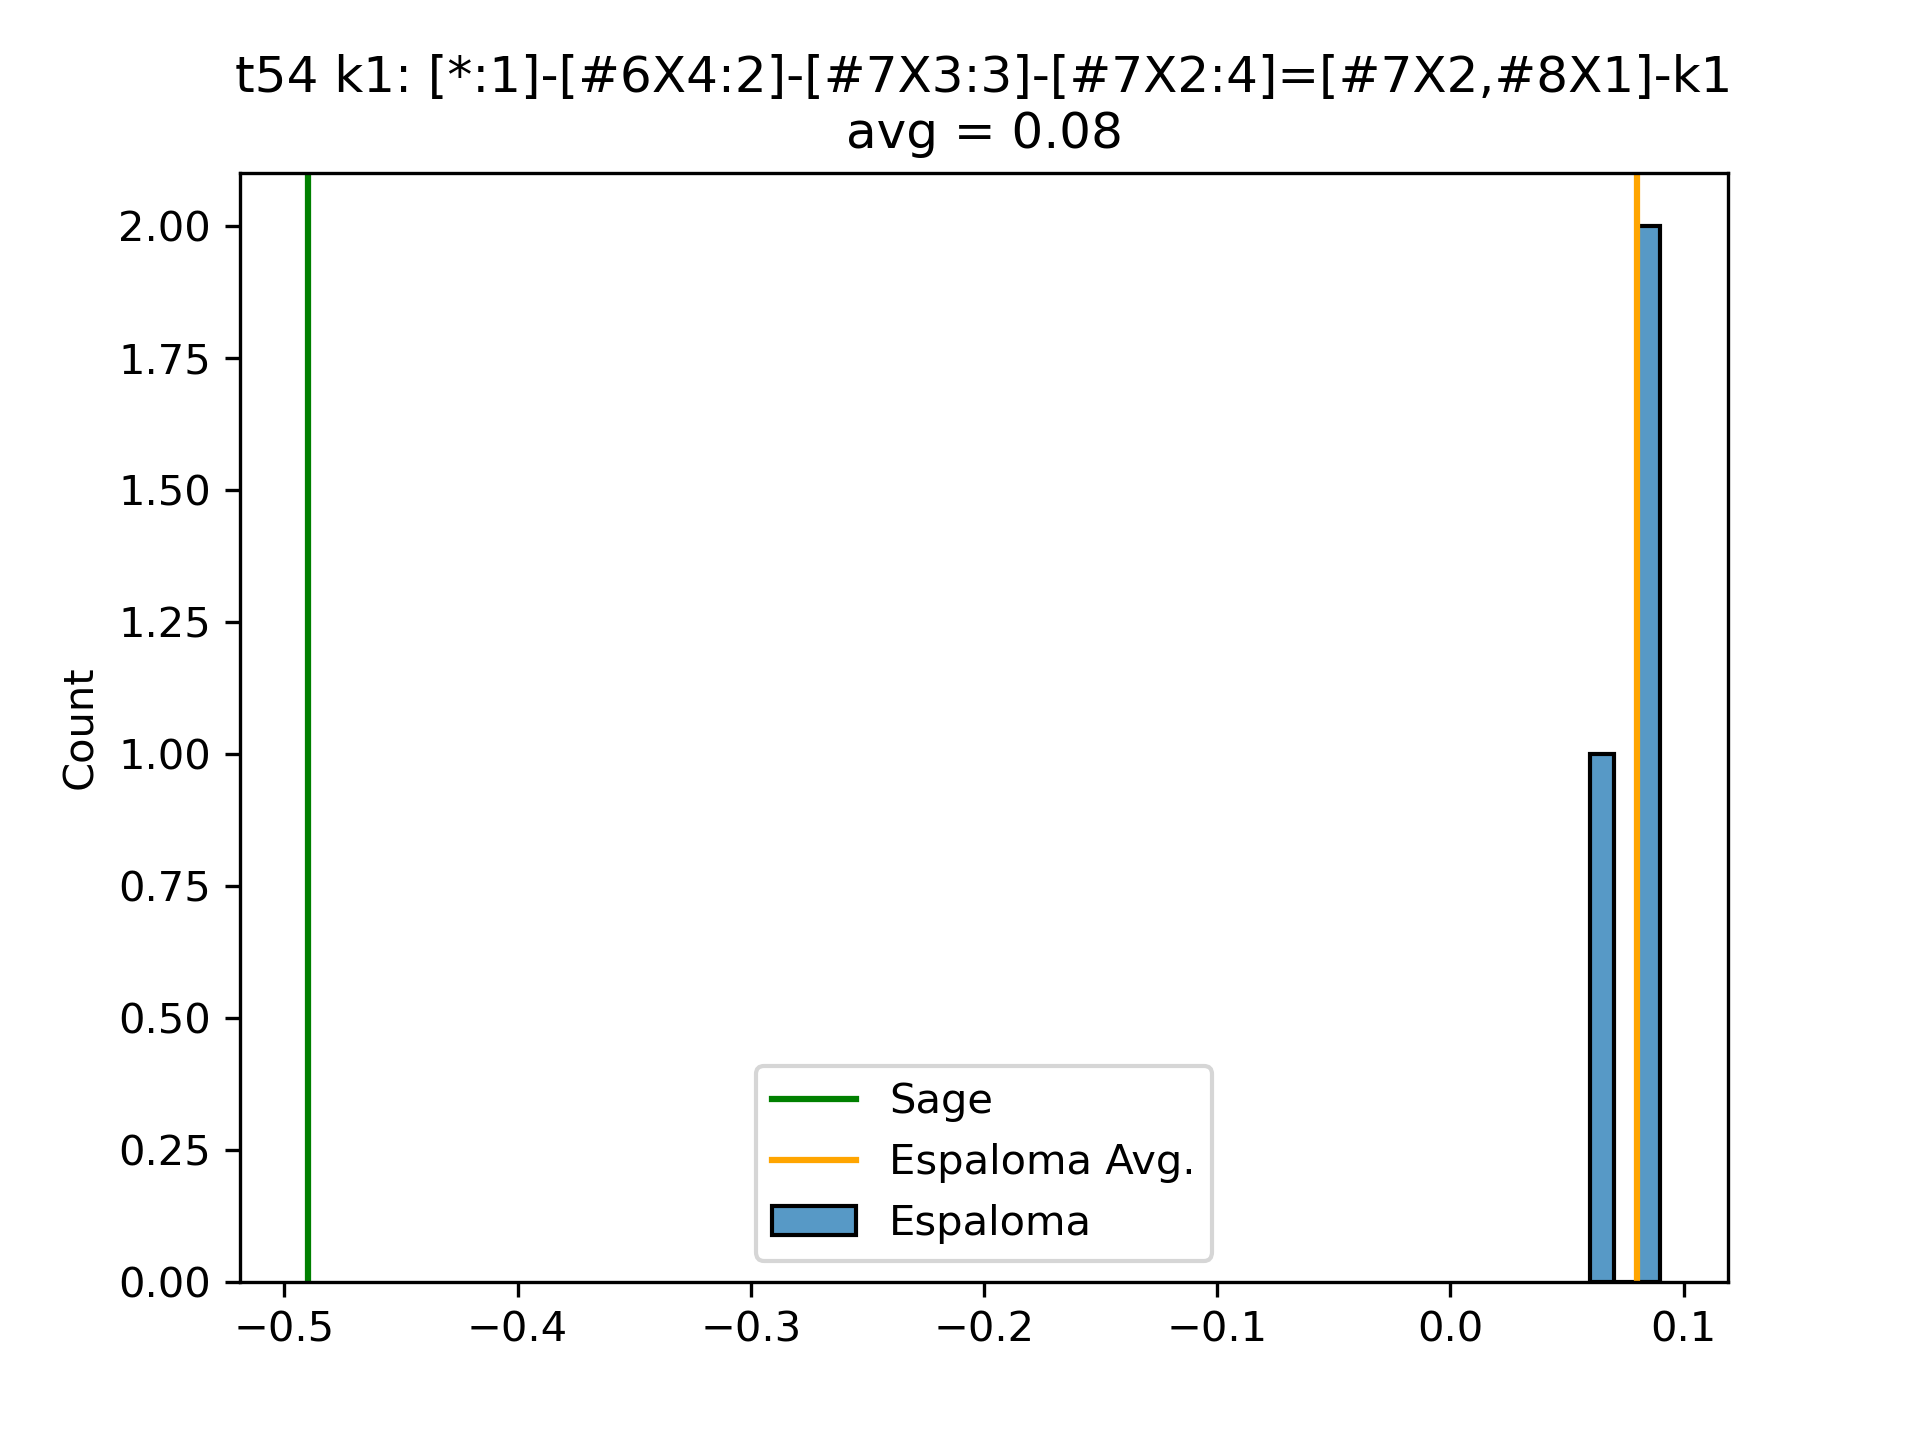 t54 k1: [*:1]-[#6X4:2]-[#7X3:3]-[#7X2:4]=[#7X2,#8X1]-k1
avg = 0.08
2.00
1.75
1.50
1.25
1.00
0.75
0.50
0.25
0.00
Count
Sage
Espaloma Avg.
Espaloma
−0.5 −0.4 −0.3 −0.2 −0.1 0.0 0.1